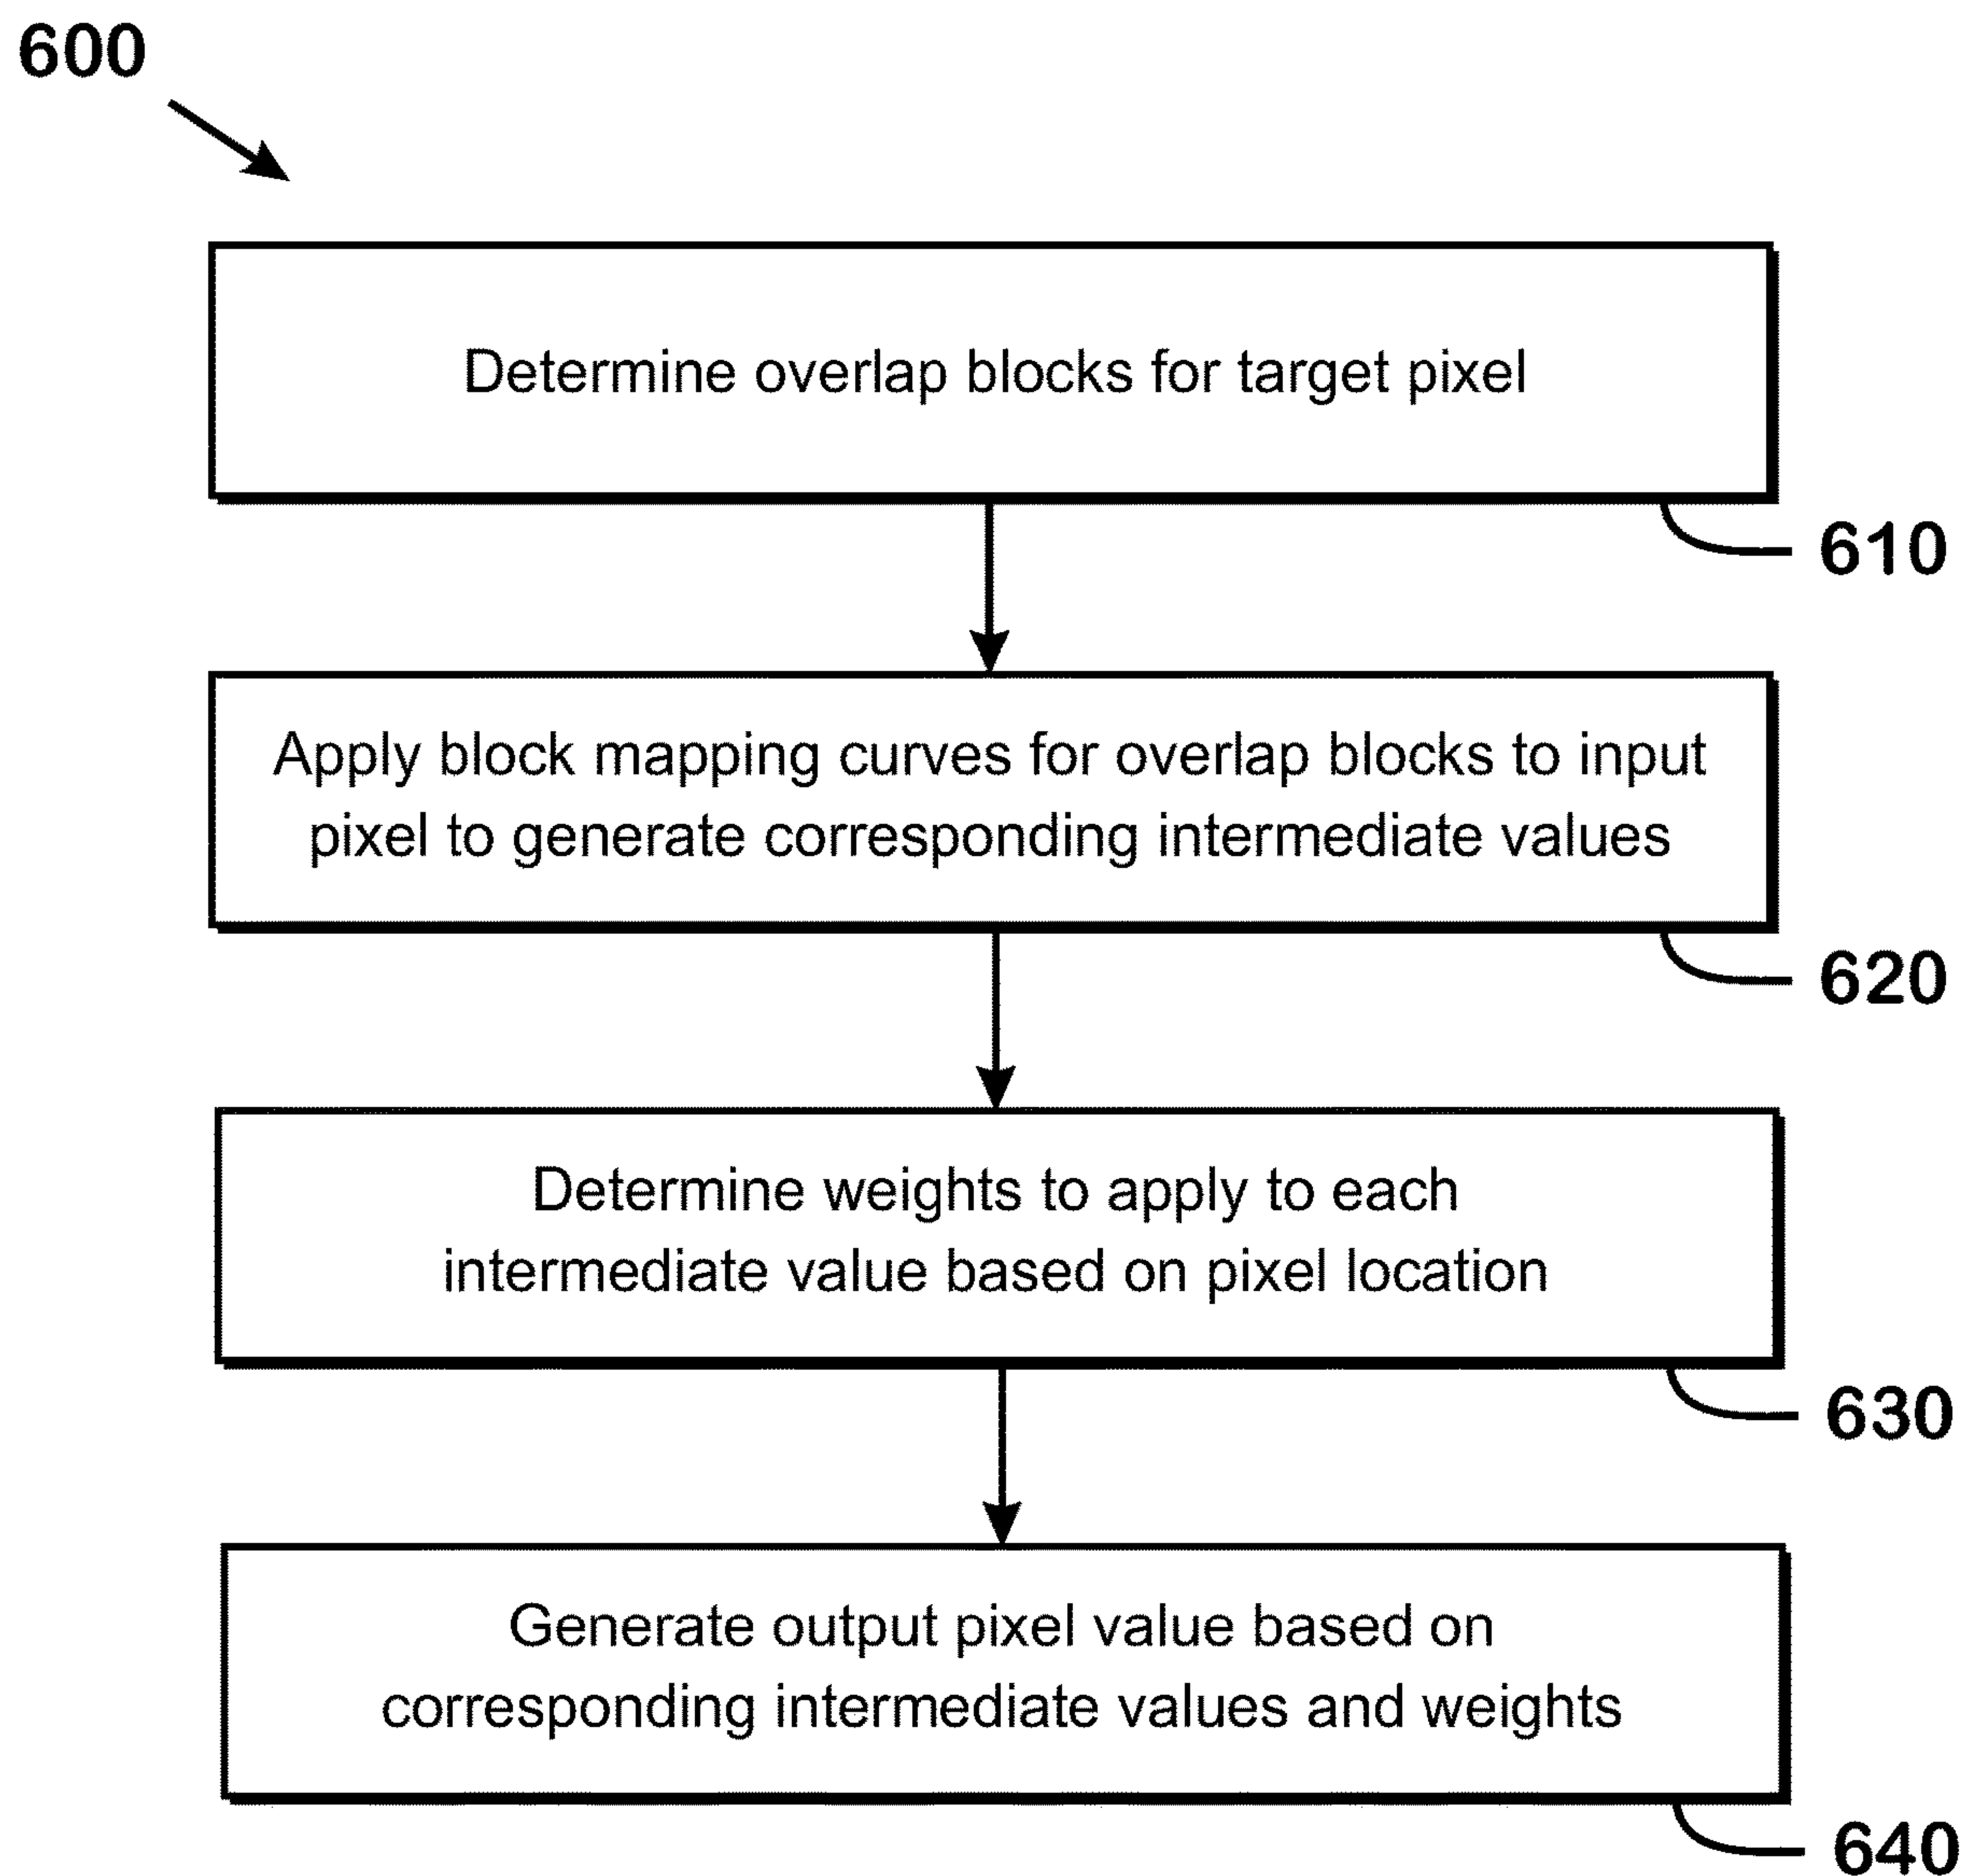 600
Determine overlap blocks for target pixel
610
Apply block mapping curves for overlap blocks to input
pixel to generate corresponding intermediate values
620
Determine weights to apply to each
intermediate value based on pixel location
630
Generate output pixel value based on
corresponding intermediate values and weights
640